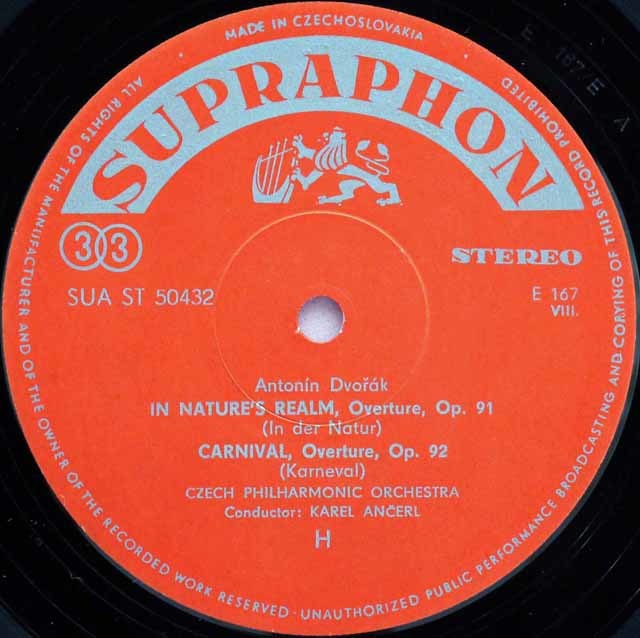 MADE IN CZECHOSLOVAKIA
SUPRAPHON
ALL RIGHTS OF THE MANUFACTURER AND OF THE OWNER OF THE RECORDED WORK RESERVED · UNAUTHORIZED PUBLIC PERFORMANCE BROADCASTING AND COPYING OF THIS RECORD PROHIBITED
33
STEREO
SUA ST 50432
E 167
VIII.
Antonín Dvořák
IN NATURE'S REALM, Overture, Op. 91
(In der Natur)
CARNIVAL, Overture, Op. 92
(Karneval)
CZECH PHILHARMONIC ORCHESTRA
Conductor: KAREL ANČERL
H
E 167/E A